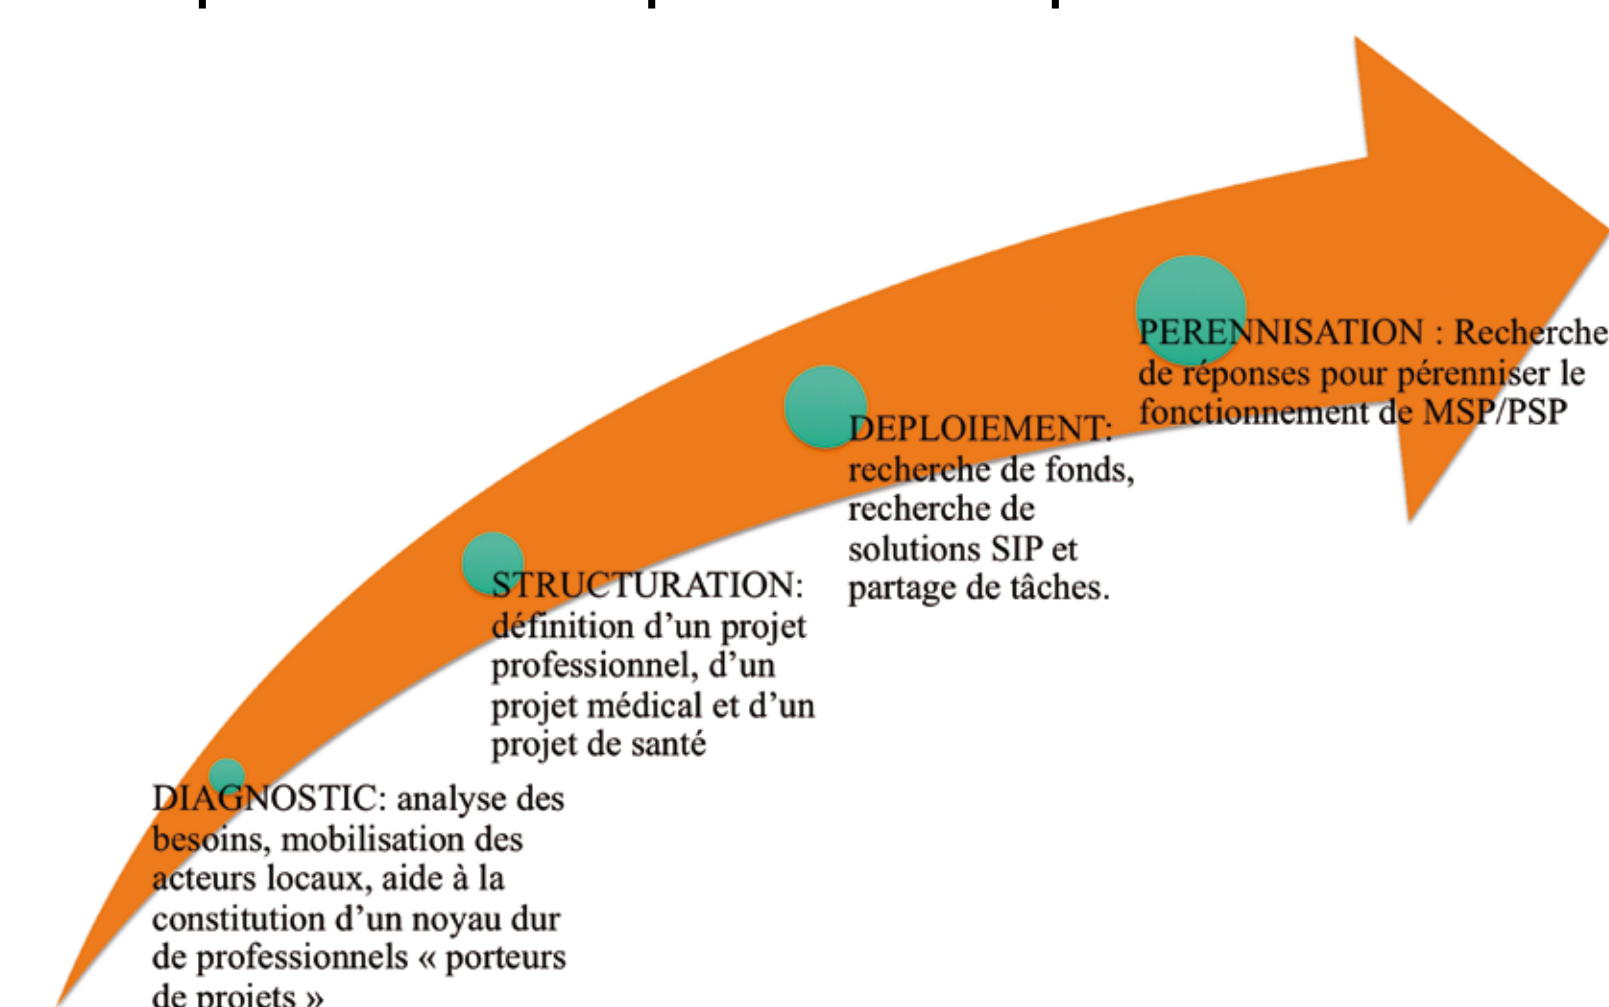 DIAGNOSTIC: analyse des
besoins, mobilisation des
acteurs locaux, aide à la
constitution d’un noyau dur
de professionnels « porteurs
de projets »
STRUCTURATION:
définition d’un projet
professionnel, d’un
projet médical et d’un
projet de santé
DEPLOIEMENT:
recherche de fonds,
recherche de
solutions SIP et
partage de tâches.
PERENNISATION : Recherche
de réponses pour pérenniser le
fonctionnement de MSP/PSP